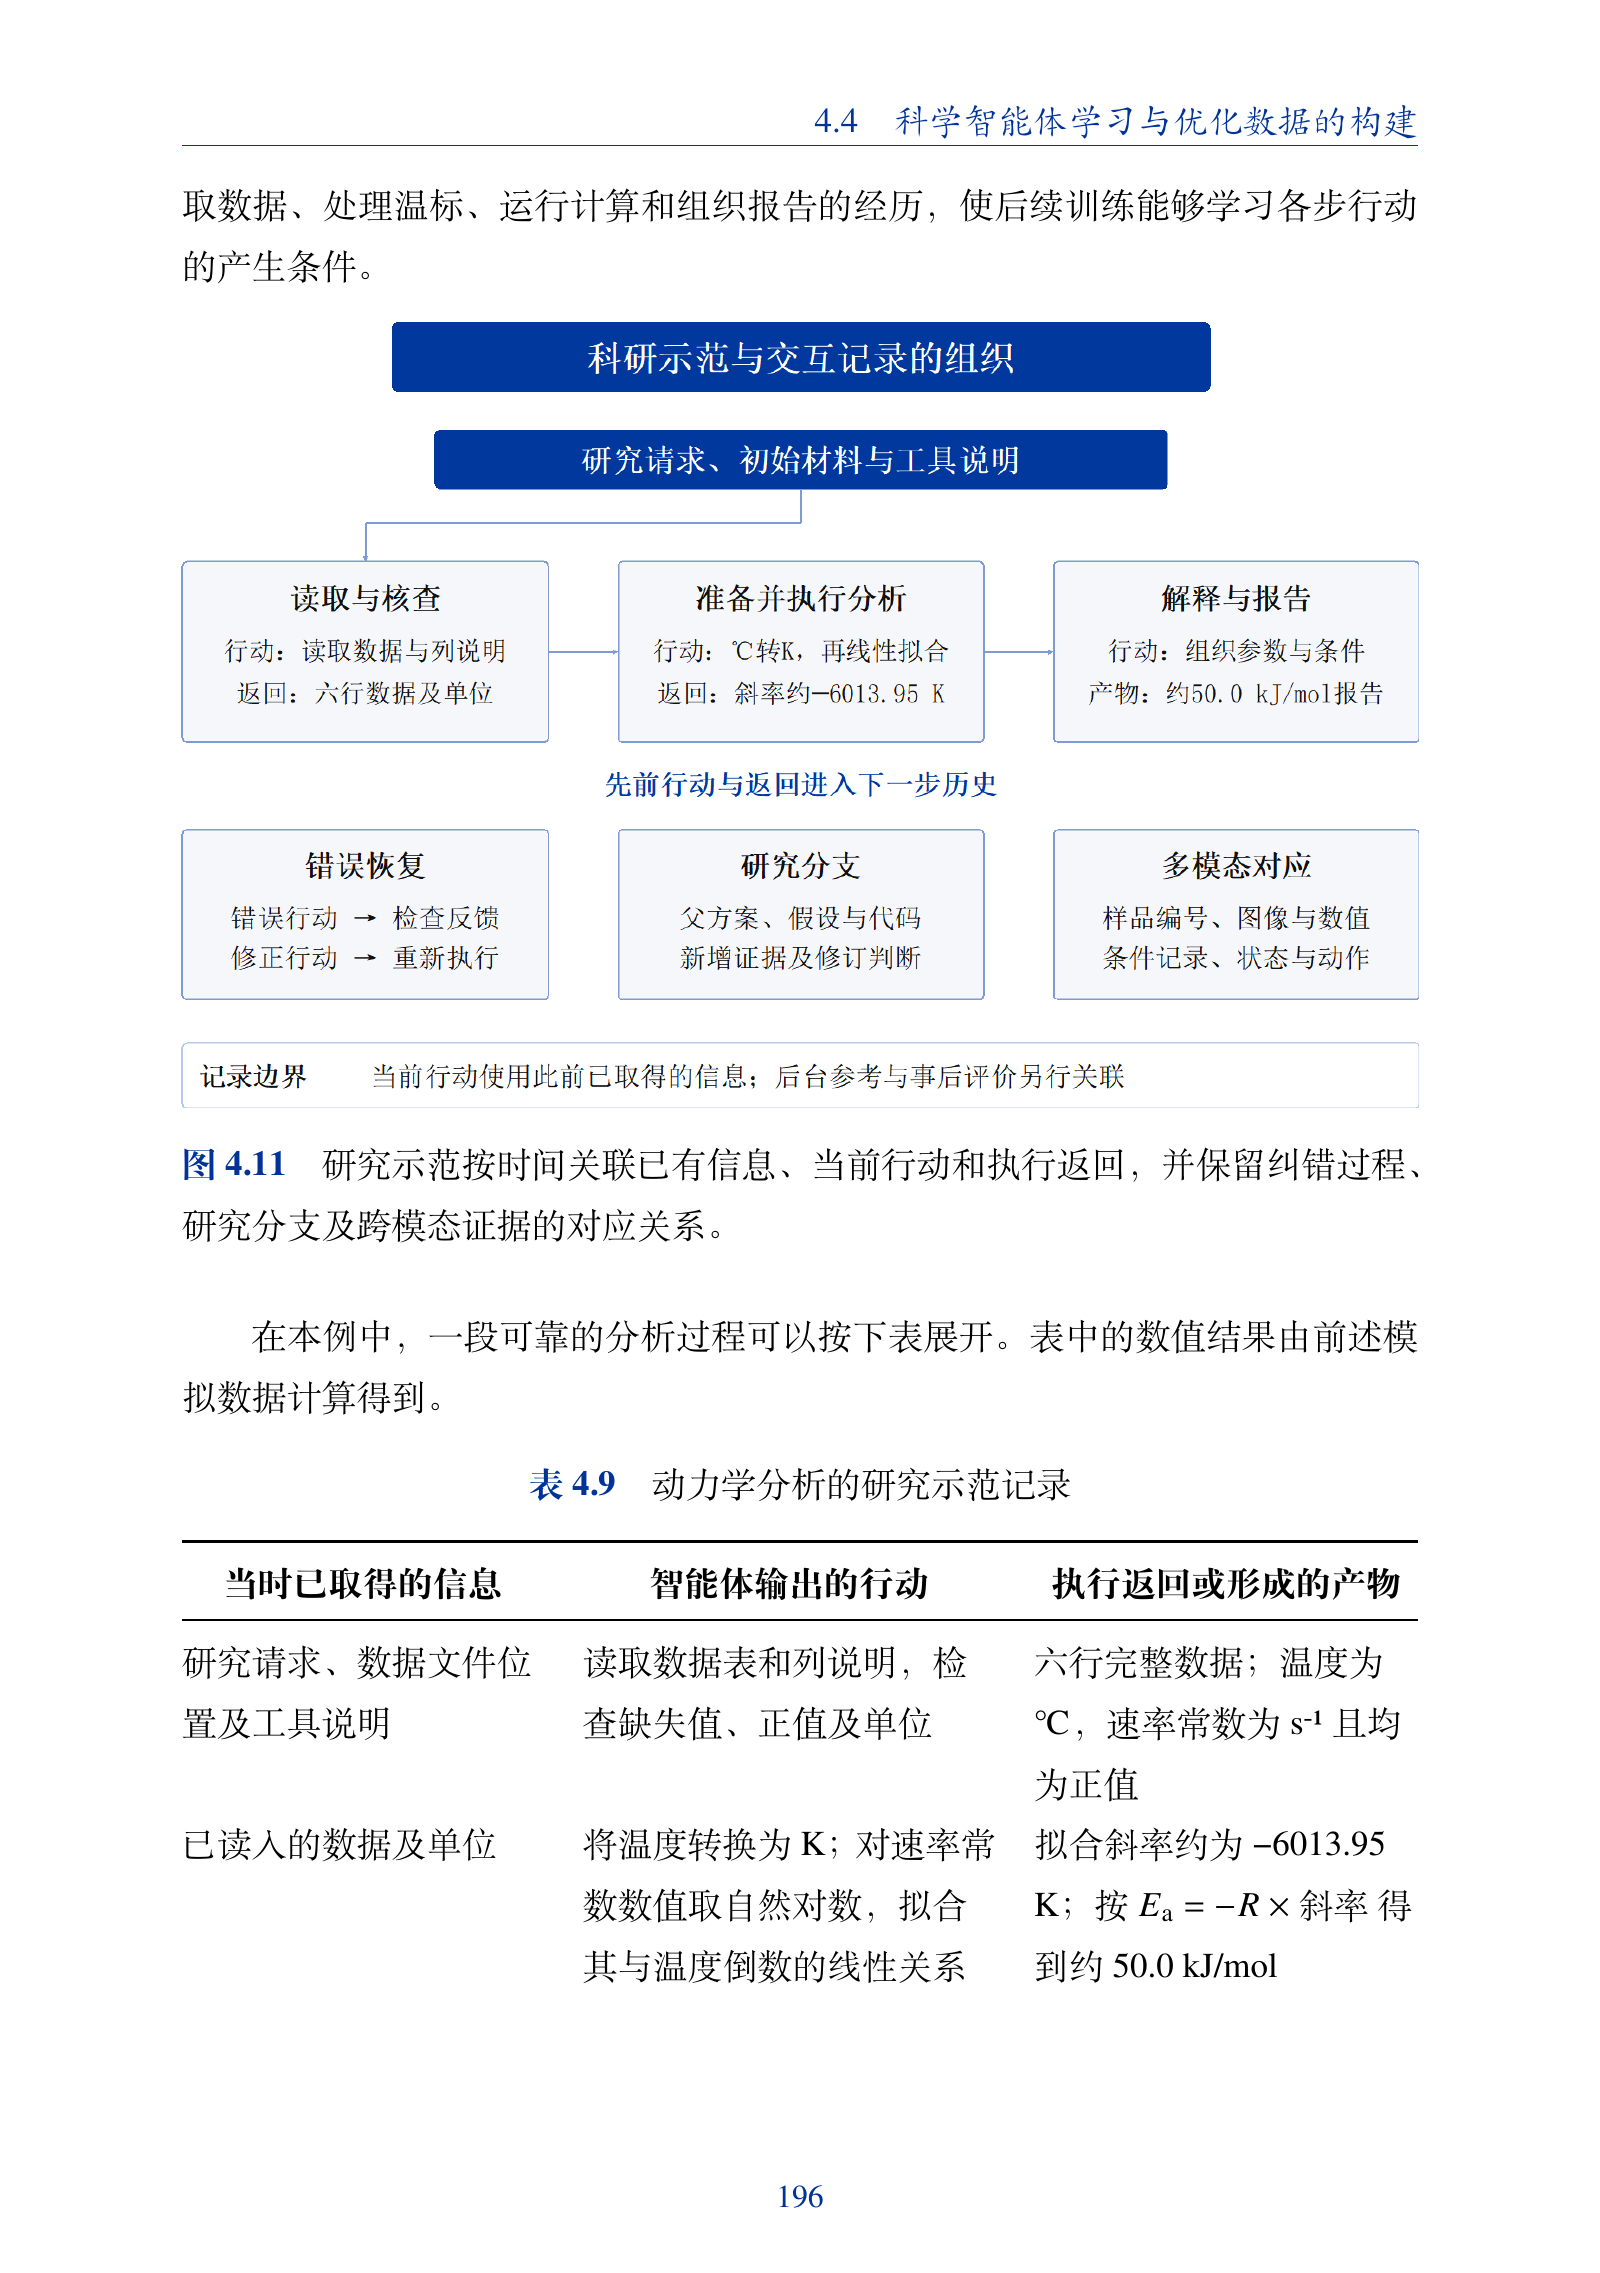 4.4 科学智能体学习与优化数据的构建
取数据、处理温标、运行计算和组织报告的经历，使后续训练能够学习各步行动
的产生条件。
科研示范与交互记录的组织
研究请求、初始材料与工具说明
读取与核查
行动：读取数据与列说明
返回：六行数据及单位
准备并执行分析
行动：℃转K，再线性拟合
返回：斜率约−6013.95 K
解释与报告
行动：组织参数与条件
产物：约50.0 kJ/mol报告
先前行动与返回进入下一步历史
错误恢复
错误行动 → 检查反馈
修正行动 → 重新执行
研究分支
父方案、假设与代码
新增证据及修订判断
多模态对应
样品编号、图像与数值
条件记录、状态与动作
记录边界 当前行动使用此前已取得的信息；后台参考与事后评价另行关联
图 4.11 研究示范按时间关联已有信息、当前行动和执行返回，并保留纠错过程、
研究分支及跨模态证据的对应关系。
在本例中，一段可靠的分析过程可以按下表展开。表中的数值结果由前述模
拟数据计算得到。
表 4.9 动力学分析的研究示范记录
当时已取得的信息 智能体输出的行动 执行返回或形成的产物
研究请求、数据文件位 读取数据表和列说明，检 六行完整数据；温度为
置及工具说明 查缺失值、正值及单位 ℃，速率常数为 s⁻¹ 且均
为正值
已读入的数据及单位 将温度转换为 K；对速率常 拟合斜率约为 −6013.95
数数值取自然对数，拟合 K；按 Eₐ = −R × 斜率 得
其与温度倒数的线性关系 到约 50.0 kJ/mol
196